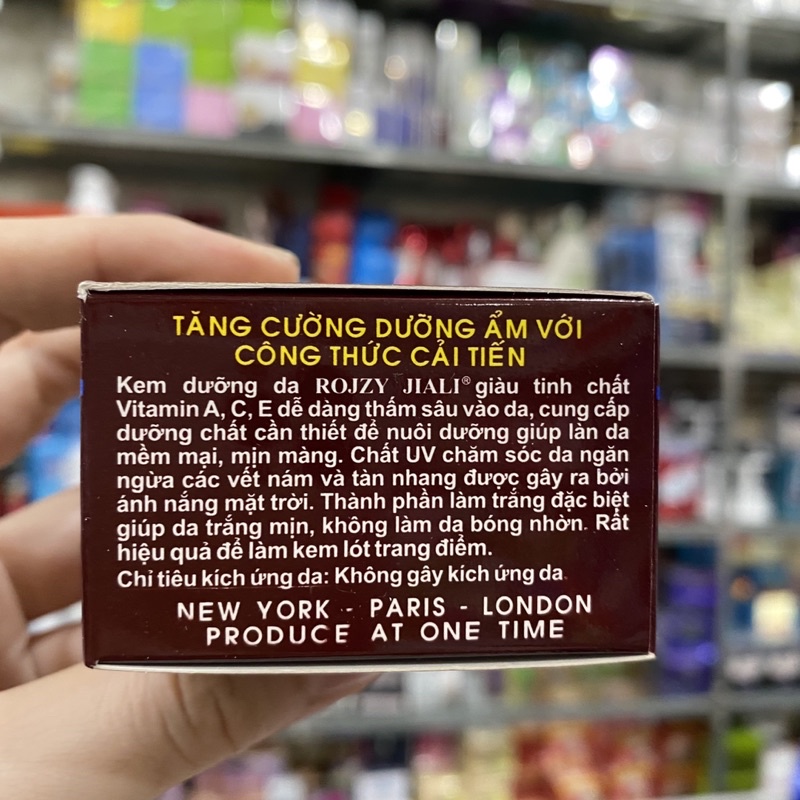 TĂNG CƯỜNG DƯỠNG ẨM VỚI
CÔNG THỨC CẢI TIẾN
Kem dưỡng da ROJZY JIALI® giàu tinh chất
Vitamin A, C, E dễ dàng thấm sâu vào da, cung cấp
dưỡng chất cần thiết để nuôi dưỡng giúp làn da
mềm mại, mịn màng. Chất UV chăm sóc da ngăn
ngừa các vết nám và tàn nhang được gây ra bởi
ánh nắng mặt trời. Thành phần làm trắng đặc biệt
giúp da trắng mịn, không làm da bóng nhờn. Rất
hiệu quả để làm kem lót trang điểm.
Chỉ tiêu kích ứng da: Không gây kích ứng da
NEW YORK - PARIS - LONDON
PRODUCE AT ONE TIME